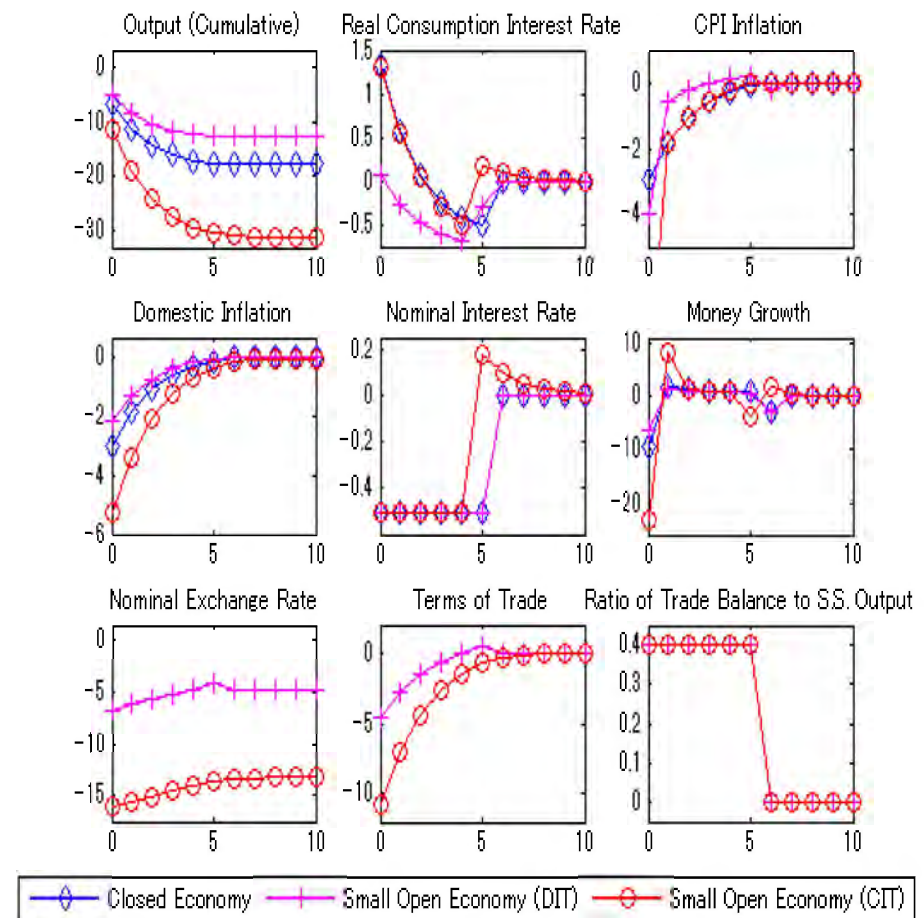 Output (Cumulative) Real Consumption Interest Rate CPI Inflation
0
-10
-20
-30
0 5 10
1.5
1
0.5
0
-0.5
0 5 10
0
-2
-4
0 5 10
Domestic Inflation Nominal Interest Rate Money Growth
0
-2
-4
-6
0 5 10
0.2
0
-0.2
-0.4
0 5 10
10
0
-10
-20
0 5 10
Nominal Exchange Rate Terms of Trade Ratio of Trade Balance to S.S. Output
0
-5
-10
-15
0 5 10
0
-5
-10
0 5 10
0.4
0.3
0.2
0.1
0
0 5 10
Closed Economy Small Open Economy (DIT) Small Open Economy (CIT)